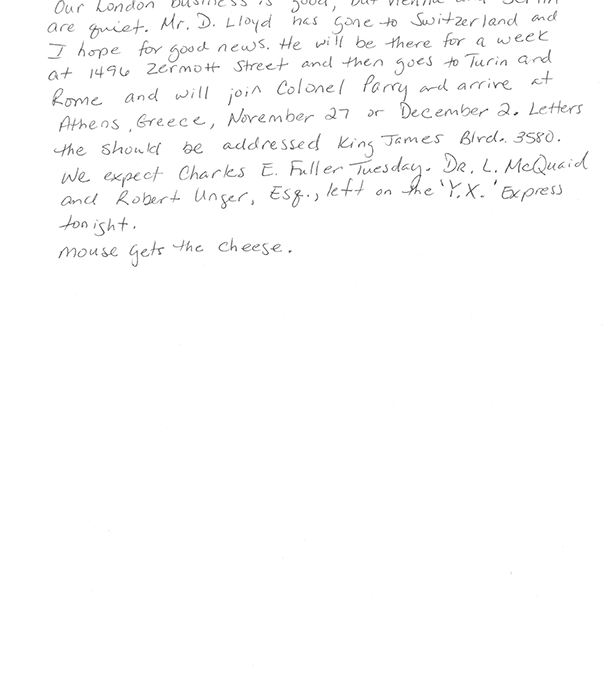 Our London business is good, but Vienna and Berlin
are quiet. Mr. D. Lloyd has gone to Switzerland and
I hope for good news. He will be there for a week
at 1496 Zermott Street and then goes to Turin and
Rome and will join Colonel Parry and arrive at
Athens, Greece, November 27 or December 2. Letters
the should be addressed King James Blvd. 3580.
We expect Charles E. Fuller Tuesday. Dr. L. McQuaid
and Robert Unger, Esq., left on the 'Y.X.' Express
tonight.
mouse gets the cheese.